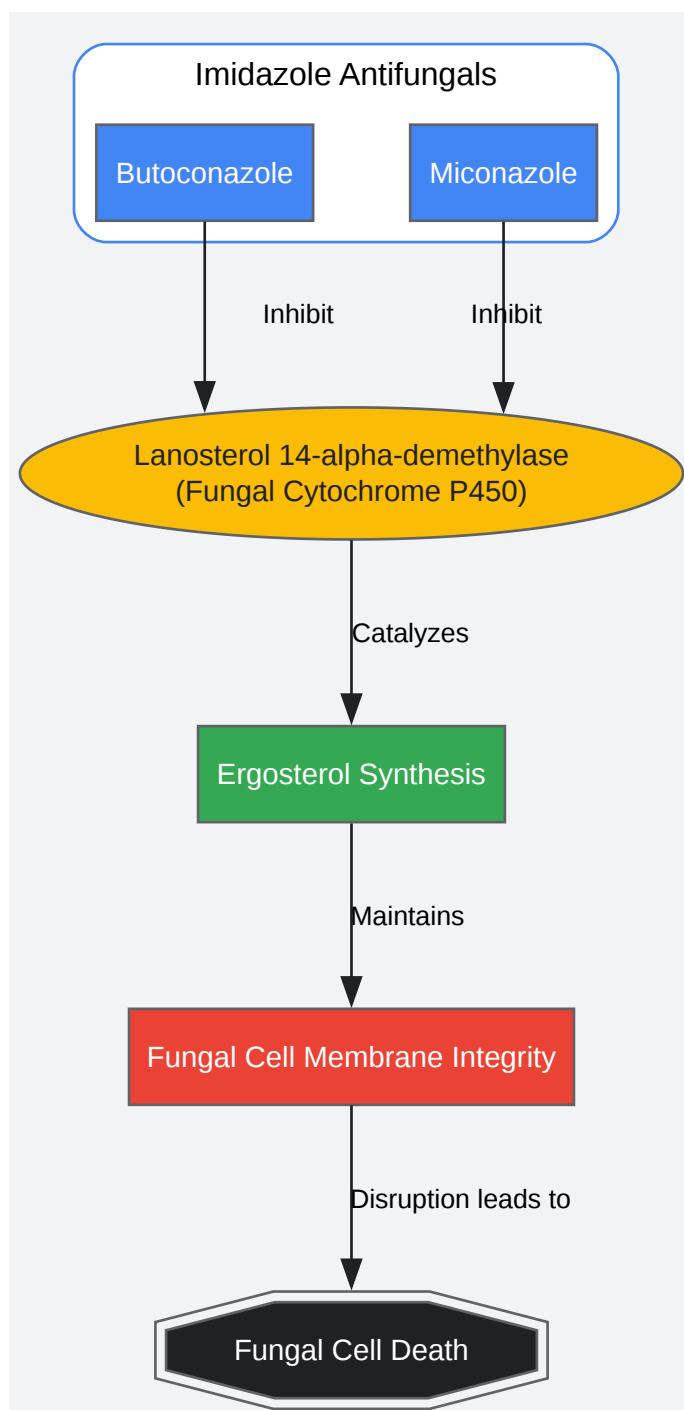 Imidazole Antifungals
Butoconazole
Miconazole
Inhibit
Inhibit
Lanosterol 14-alpha-demethylase
(Fungal Cytochrome P450)
Catalyzes
Ergosterol Synthesis
Maintains
Fungal Cell Membrane Integrity
Disruption leads to
Fungal Cell Death